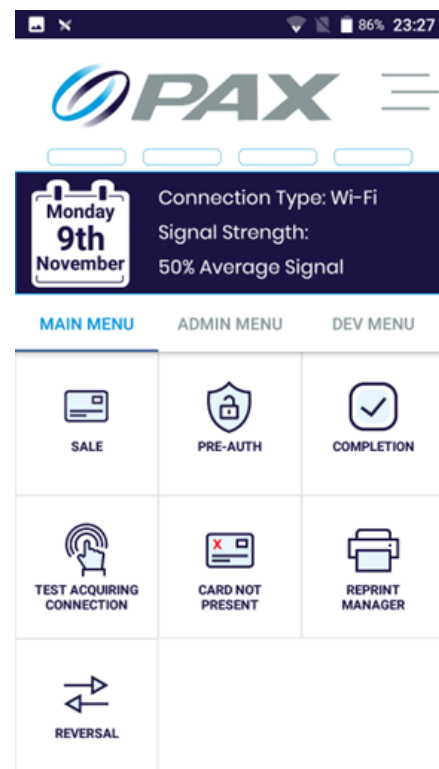 86% 23:27
PAX
Monday
9th
November
Connection Type: Wi-Fi
Signal Strength:
50% Average Signal
MAIN MENU ADMIN MENU DEV MENU
SALE PRE-AUTH COMPLETION
TEST ACQUIRING
CONNECTION
CARD NOT
PRESENT
REPRINT
MANAGER
REVERSAL